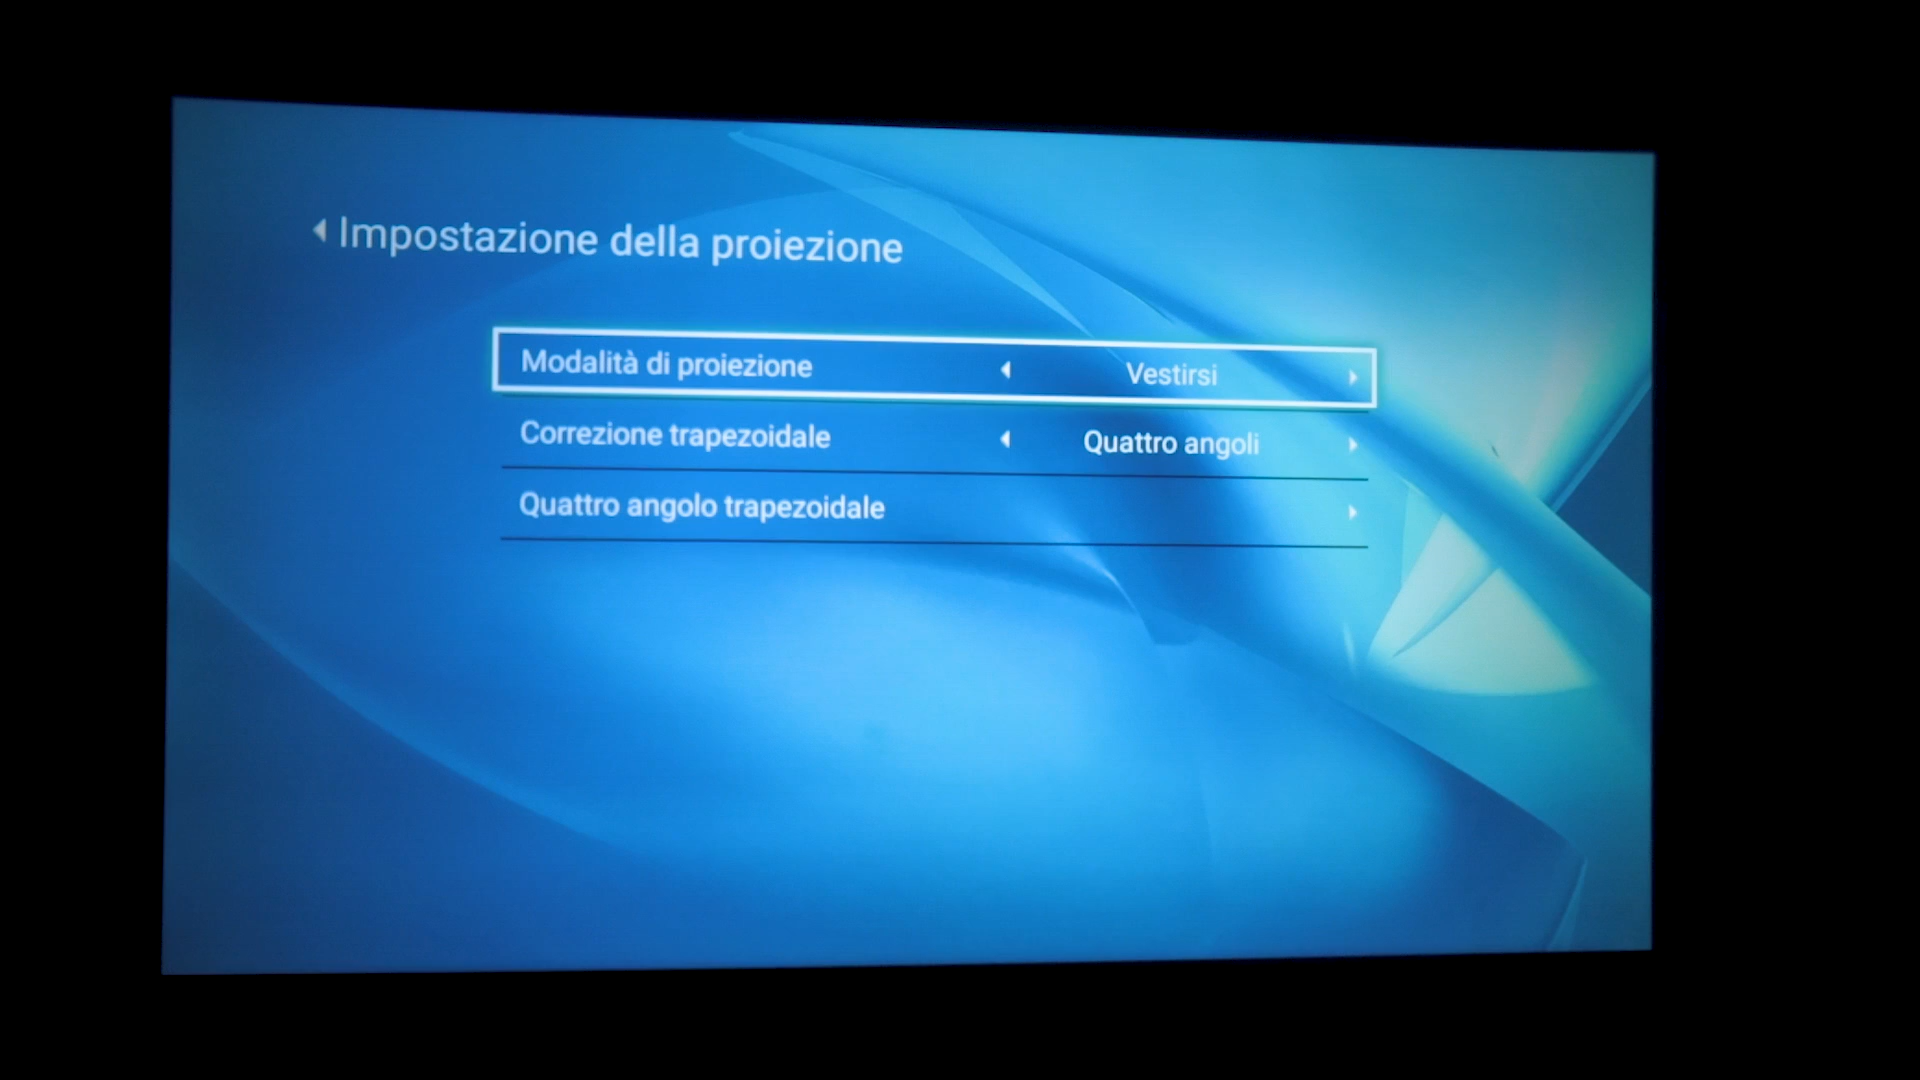 Impostazione della proiezione
Modalità di proiezione Vestirsi
Correzione trapezoidale Quattro angoli
Quattro angolo trapezoidale